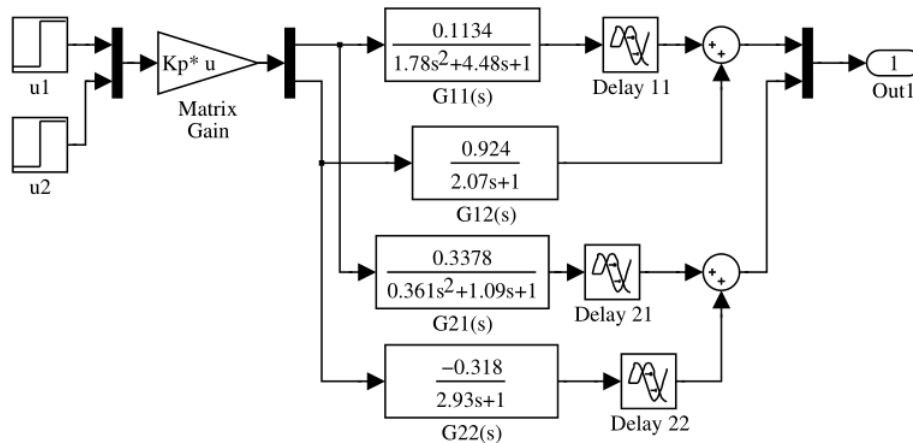 u1
u2
Kp* u
Matrix
Gain
0.1134
1.78s²+4.48s+1
G11(s)
Delay 11
++
1
Out1
0.924
2.07s+1
G12(s)
0.3378
0.361s²+1.09s+1
G21(s)
Delay 21
++
−0.318
2.93s+1
G22(s)
Delay 22